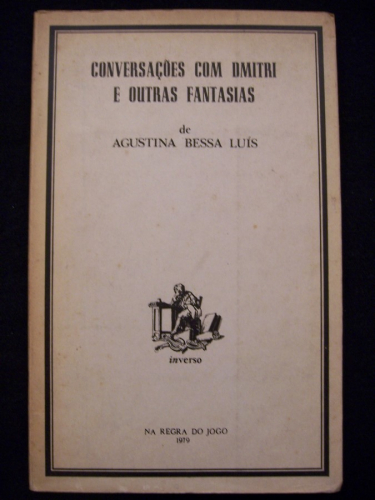 CONVERSAÇÕES COM DMITRI
E OUTRAS FANTASIAS
de
AGUSTINA BESSA LUÍS
inverso
NA REGRA DO JOGO
1979